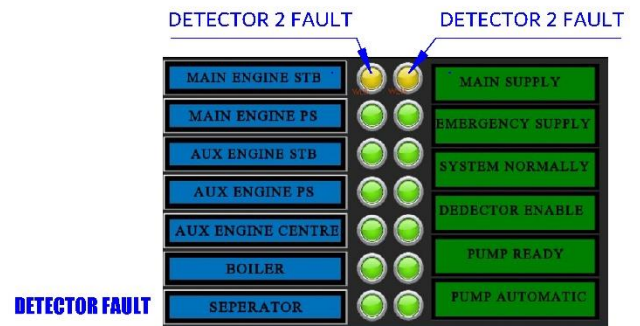 DETECTOR 2 FAULT
DETECTOR 2 FAULT
MAIN ENGINE STB
MAIN SUPPLY
MAIN ENGINE PS
EMERGENCY SUPPLY
AUX ENGINE STB
SYSTEM NORMALLY
AUX ENGINE PS
DEDECTOR ENABLE
AUX ENGINE CENTRE
PUMP READY
BOILER
PUMP AUTOMATIC
DETECTOR FAULT
SEPERATOR